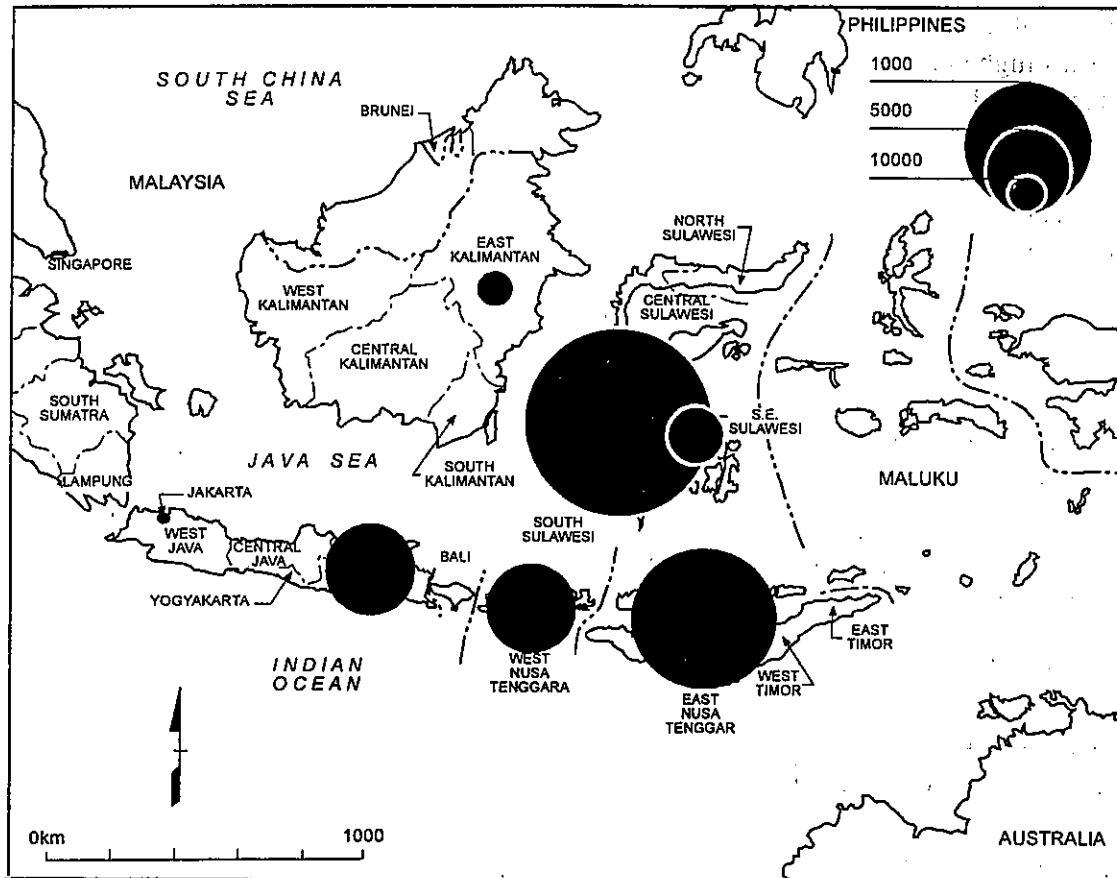 PHILIPPINES
1000
5000
10000
SOUTH CHINA
SEA
BRUNEI
MALAYSIA
SINGAPORE
EAST
KALIMANTAN
WEST
KALIMANTAN
CENTRAL
KALIMANTAN
NORTH
SULAWESI
CENTRAL
SULAWESI
SOUTH
SUMATRA
LAMPUNG
JAVA SEA
SOUTH
KALIMANTAN
S.E.
SULAWESI
SOUTH
SULAWESI
MALUKU
JAKARTA
WEST
JAVA
CENTRAL
JAVA
YOGYAKARTA
BALI
WEST
NUSA
TENGGARA
EAST
NUSA
TENGGAR
WEST
TIMOR
EAST
TIMOR
INDIAN
OCEAN
0km
1000
AUSTRALIA